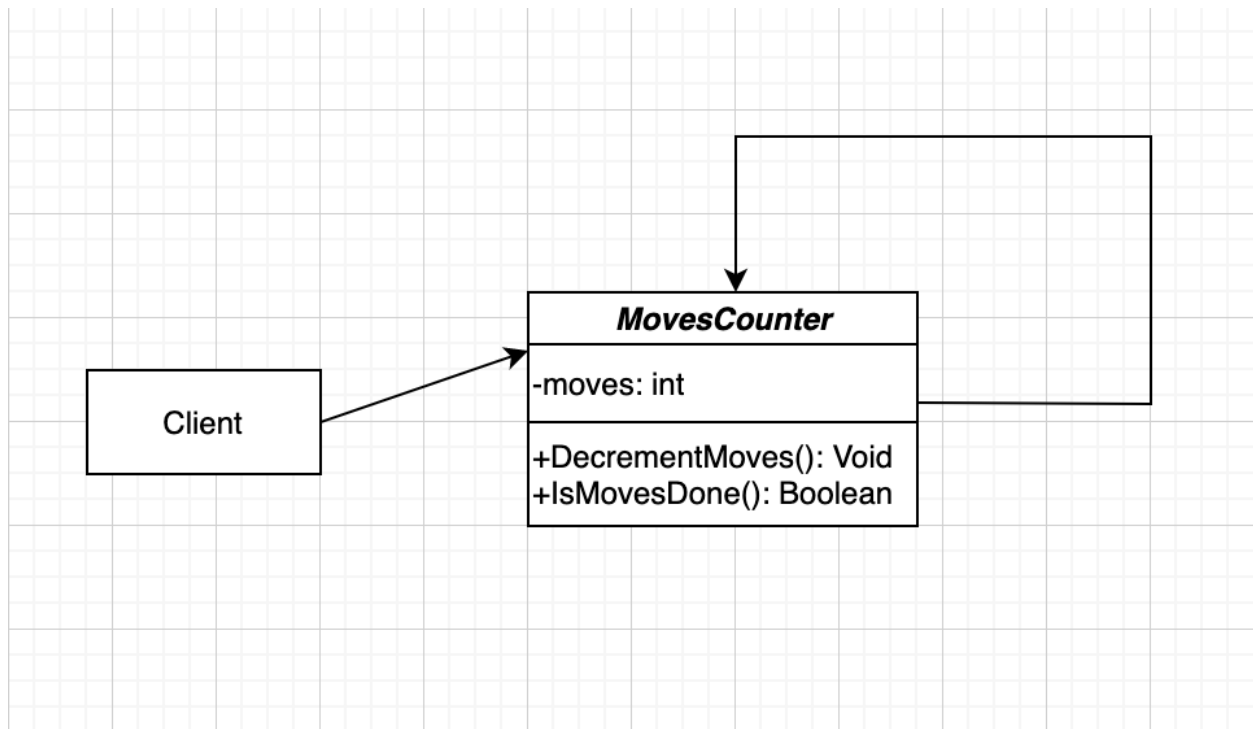 MovesCounter
-moves: int
Client
+DecrementMoves(): Void
+IsMovesDone(): Boolean